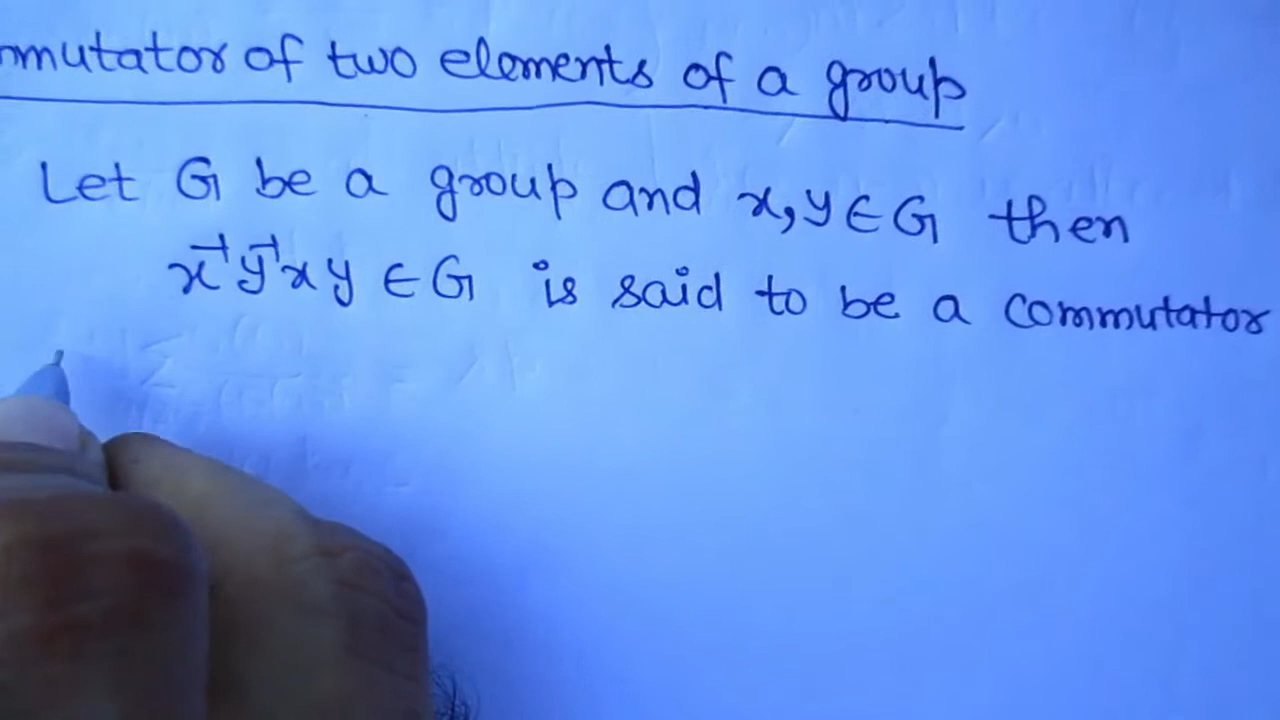 mmutator of two elements of a group
Let G be a group and x, y ∈ G then
x⁻¹y⁻¹xy ∈ G is said to be a commutator